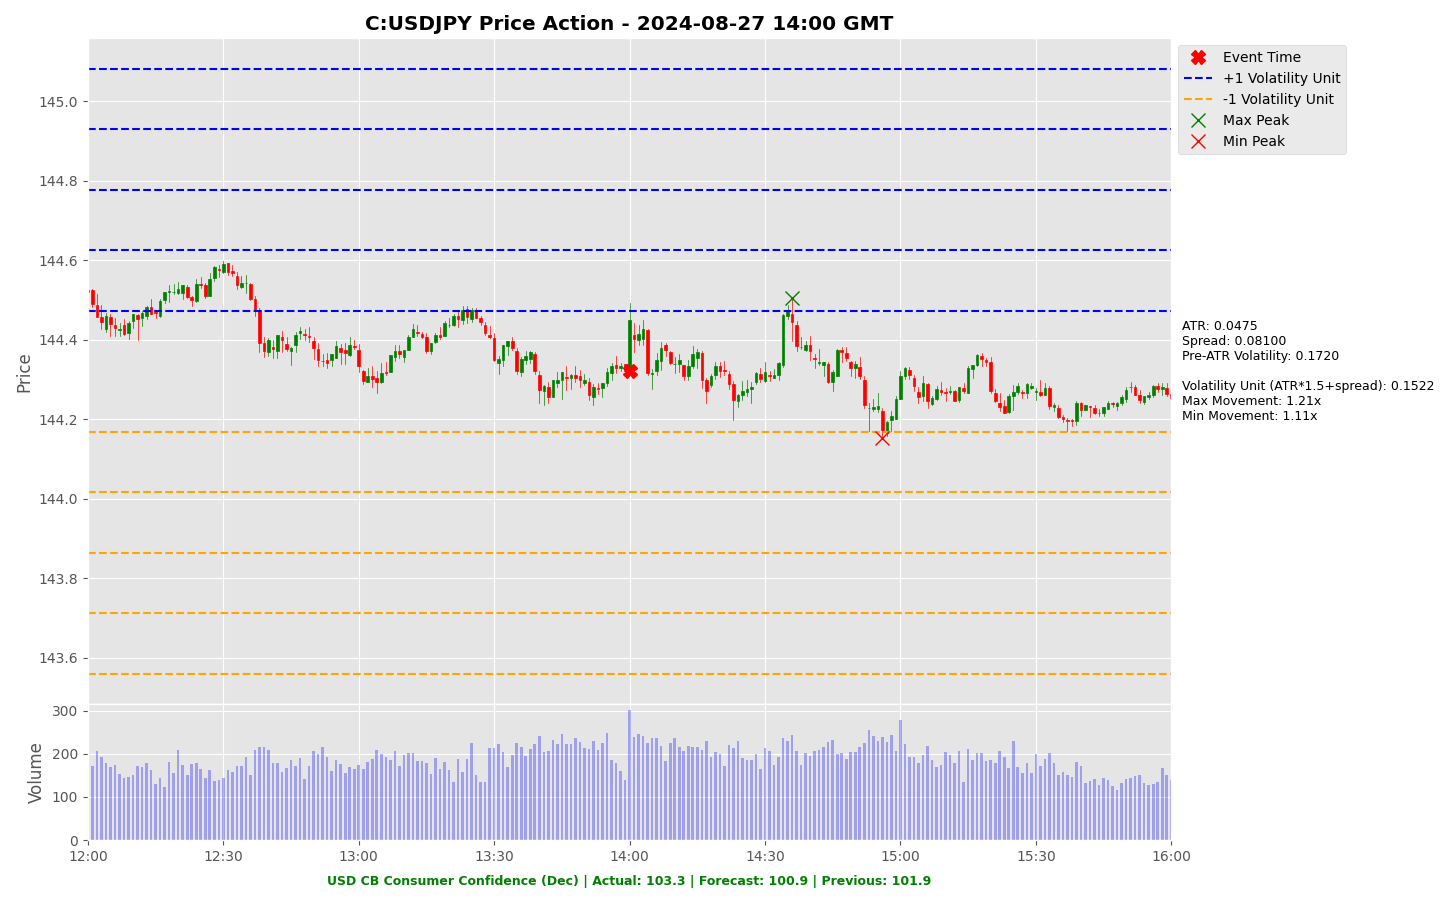 C:USDJPY Price Action - 2024-08-27 14:00 GMT
Event Time
+1 Volatility Unit
-1 Volatility Unit
Max Peak
Min Peak
Price
145.0
144.8
144.6
144.4
144.2
144.0
143.8
143.6
ATR: 0.0475
Spread: 0.08100
Pre-ATR Volatility: 0.1720
Volatility Unit (ATR*1.5+spread): 0.1522
Max Movement: 1.21x
Min Movement: 1.11x
Volume
300
200
100
0
12:00 12:30 13:00 13:30 14:00 14:30 15:00 15:30 16:00
USD CB Consumer Confidence (Dec) | Actual: 103.3 | Forecast: 100.9 | Previous: 101.9